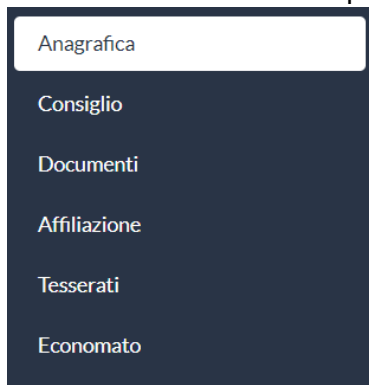 Anagrafica
Consiglio
Documenti
Affiliazione
Tesserati
Economato